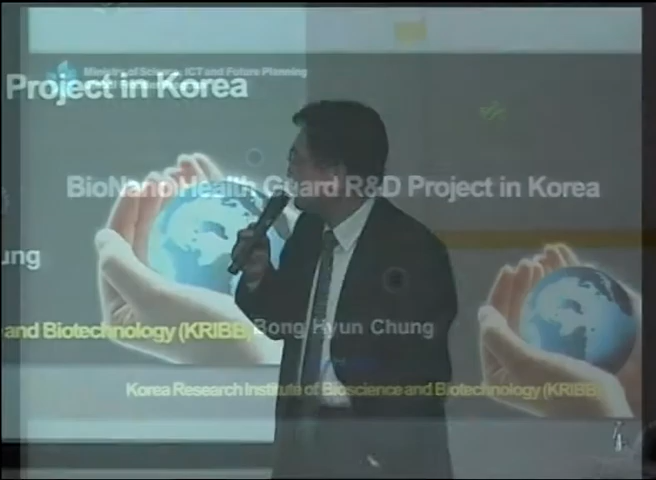 Ministry of Science, ICT and Future Planning
Project in Korea
BioNano Health Guard R&D Project in Korea
ung
Bong Hyun Chung
and Biotechnology (KRIBB)
Korea Research Institute of Bioscience and Biotechnology (KRIBB)